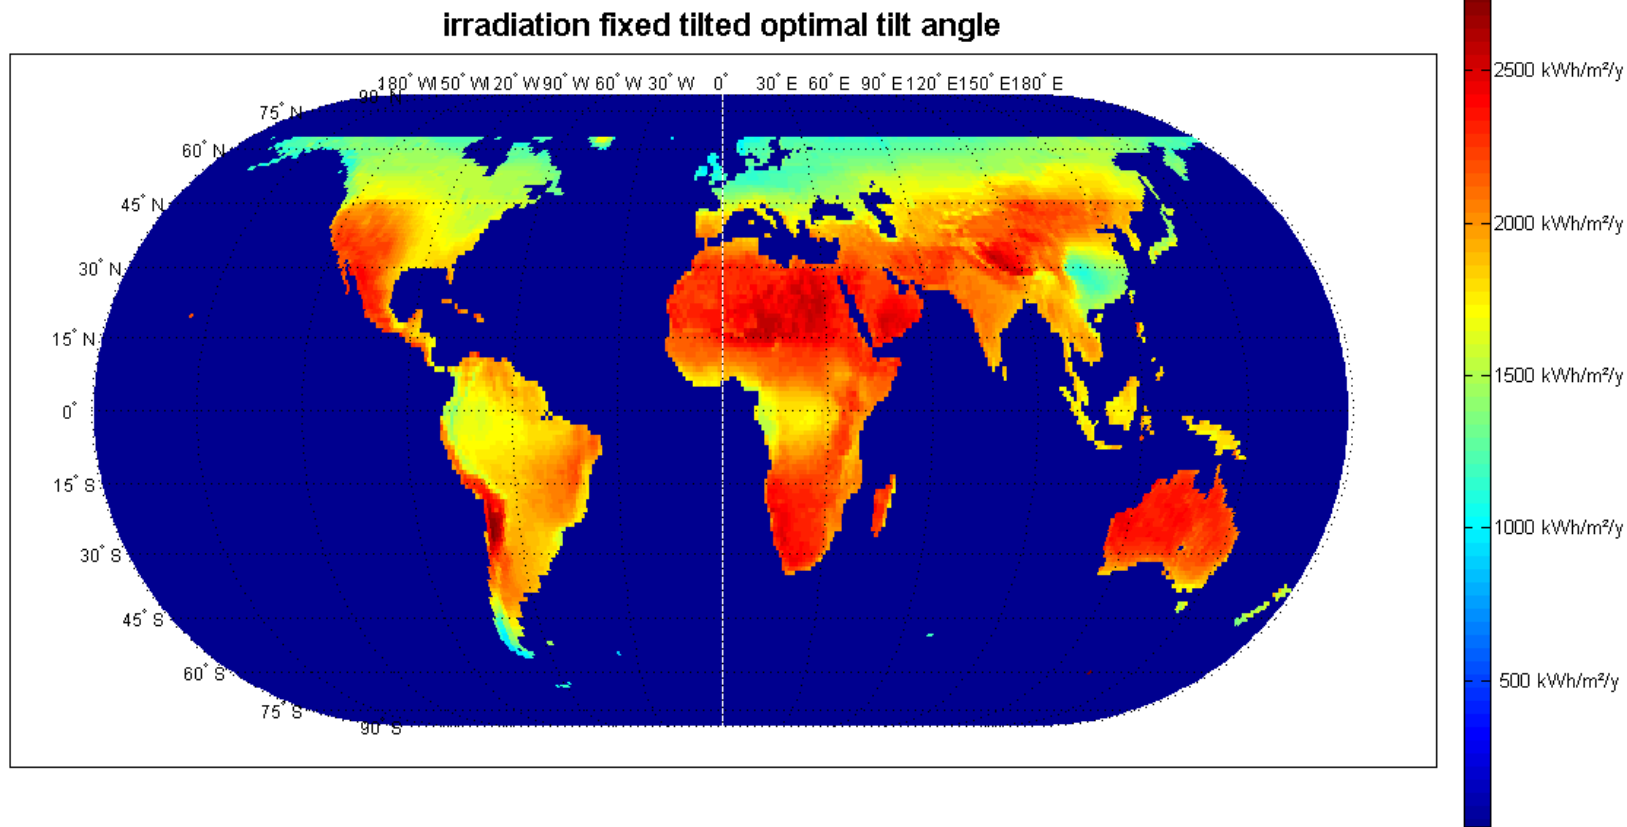 irradiation fixed tilted optimal tilt angle
180° W150° W120° W90° W60° W30° W 0° 30° E 60° E 90° E120° E150° E180° E
90° N
75° N
60° N
45° N
30° N
15° N
0°
15° S
30° S
45° S
60° S
75° S
90° S
2500 kWh/m²/y
2000 kWh/m²/y
1500 kWh/m²/y
1000 kWh/m²/y
500 kWh/m²/y